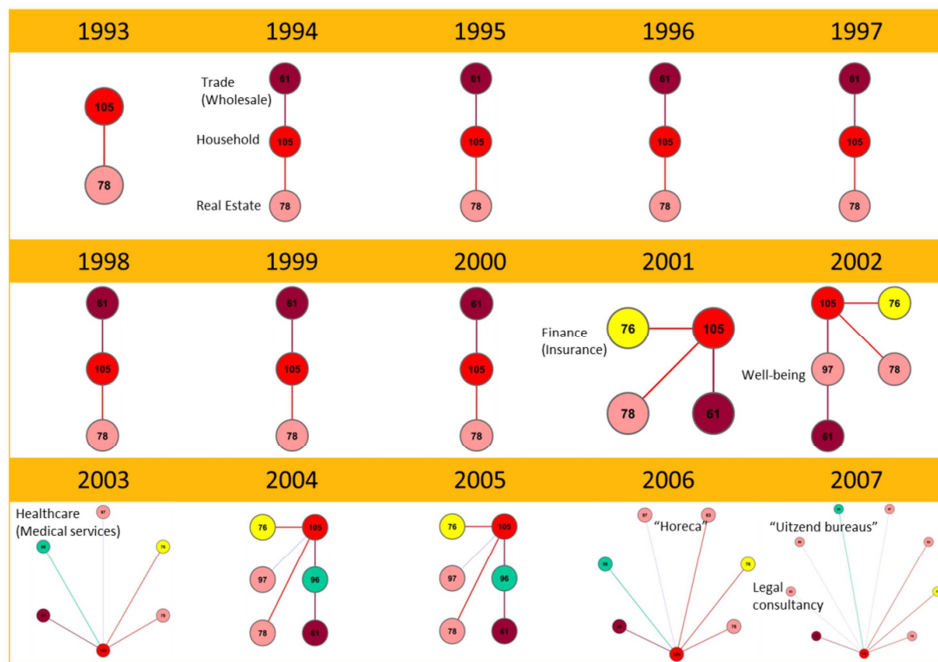 1993 1994 1995 1996 1997
61 61 61 61
Trade
(Wholesale)
105
Household 105 105 105 105
78
Real Estate 78 78 78 78
1998 1999 2000 2001 2002
61 61 61 105 76
76 105
Finance
(Insurance)
105 105 105 Well-being 97 78
78 61
78 78 78 61
2003 2004 2005 2006 2007
Healthcare
(Medical services)
97 76 105 76 105 97 "Horeca" "Uitzend bureaus"
97 96 97 96
Legal
consultancy
78 61 78 61